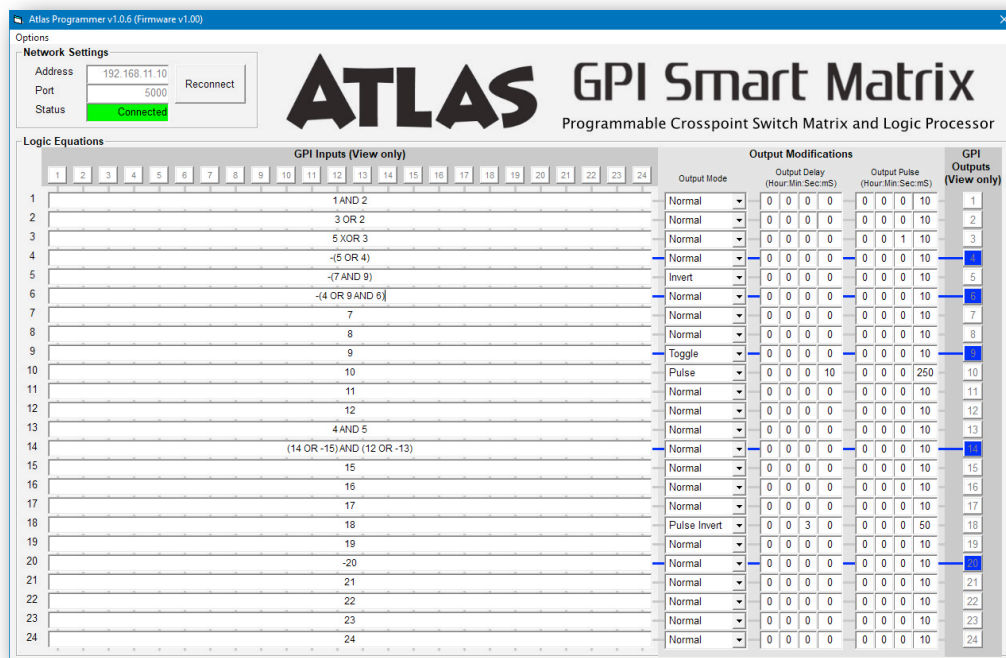 Atlas Programmer v1.0.6 (Firmware v1.00)
Options
Network Settings
Address 192.168.11.10
Port 5000
Reconnect
Status Connected
ATLAS
GPI Smart Matrix
Programmable Crosspoint Switch Matrix and Logic Processor
Logic Equations
GPI Inputs (View only)
Output Modifications
GPI Outputs (View only)
1 2 3 4 5 6 7 8 9 10 11 12 13 14 15 16 17 18 19 20 21 22 23 24
Output Mode
Output Delay (Hour:Min:Sec:mS)
Output Pulse (Hour:Min:Sec:mS)
1 1 AND 2 Normal 0 0 0 0 0 0 0 10 1
2 3 OR 2 Normal 0 0 0 0 0 0 0 10 2
3 5 XOR 3 Normal 0 0 0 0 0 0 1 10 3
4 -(5 OR 4) Normal 0 0 0 0 0 0 0 10 4
5 -(7 AND 9) Invert 0 0 0 0 0 0 0 10 5
6 -(4 OR 9 AND 6) Normal 0 0 0 0 0 0 0 10 6
7 7 Normal 0 0 0 0 0 0 0 10 7
8 8 Normal 0 0 0 0 0 0 0 10 8
9 9 Toggle 0 0 0 0 0 0 0 10 9
10 10 Pulse 0 0 0 10 0 0 0 250 10
11 11 Normal 0 0 0 0 0 0 0 10 11
12 12 Normal 0 0 0 0 0 0 0 10 12
13 4 AND 5 Normal 0 0 0 0 0 0 0 10 13
14 (14 OR -15) AND (12 OR -13) Normal 0 0 0 0 0 0 0 10 14
15 15 Normal 0 0 0 0 0 0 0 10 15
16 16 Normal 0 0 0 0 0 0 0 10 16
17 17 Normal 0 0 0 0 0 0 0 10 17
18 18 Pulse Invert 0 0 3 0 0 0 0 50 18
19 19 Normal 0 0 0 0 0 0 0 10 19
20 -20 Normal 0 0 0 0 0 0 0 10 20
21 21 Normal 0 0 0 0 0 0 0 10 21
22 22 Normal 0 0 0 0 0 0 0 10 22
23 23 Normal 0 0 0 0 0 0 0 10 23
24 24 Normal 0 0 0 0 0 0 0 10 24